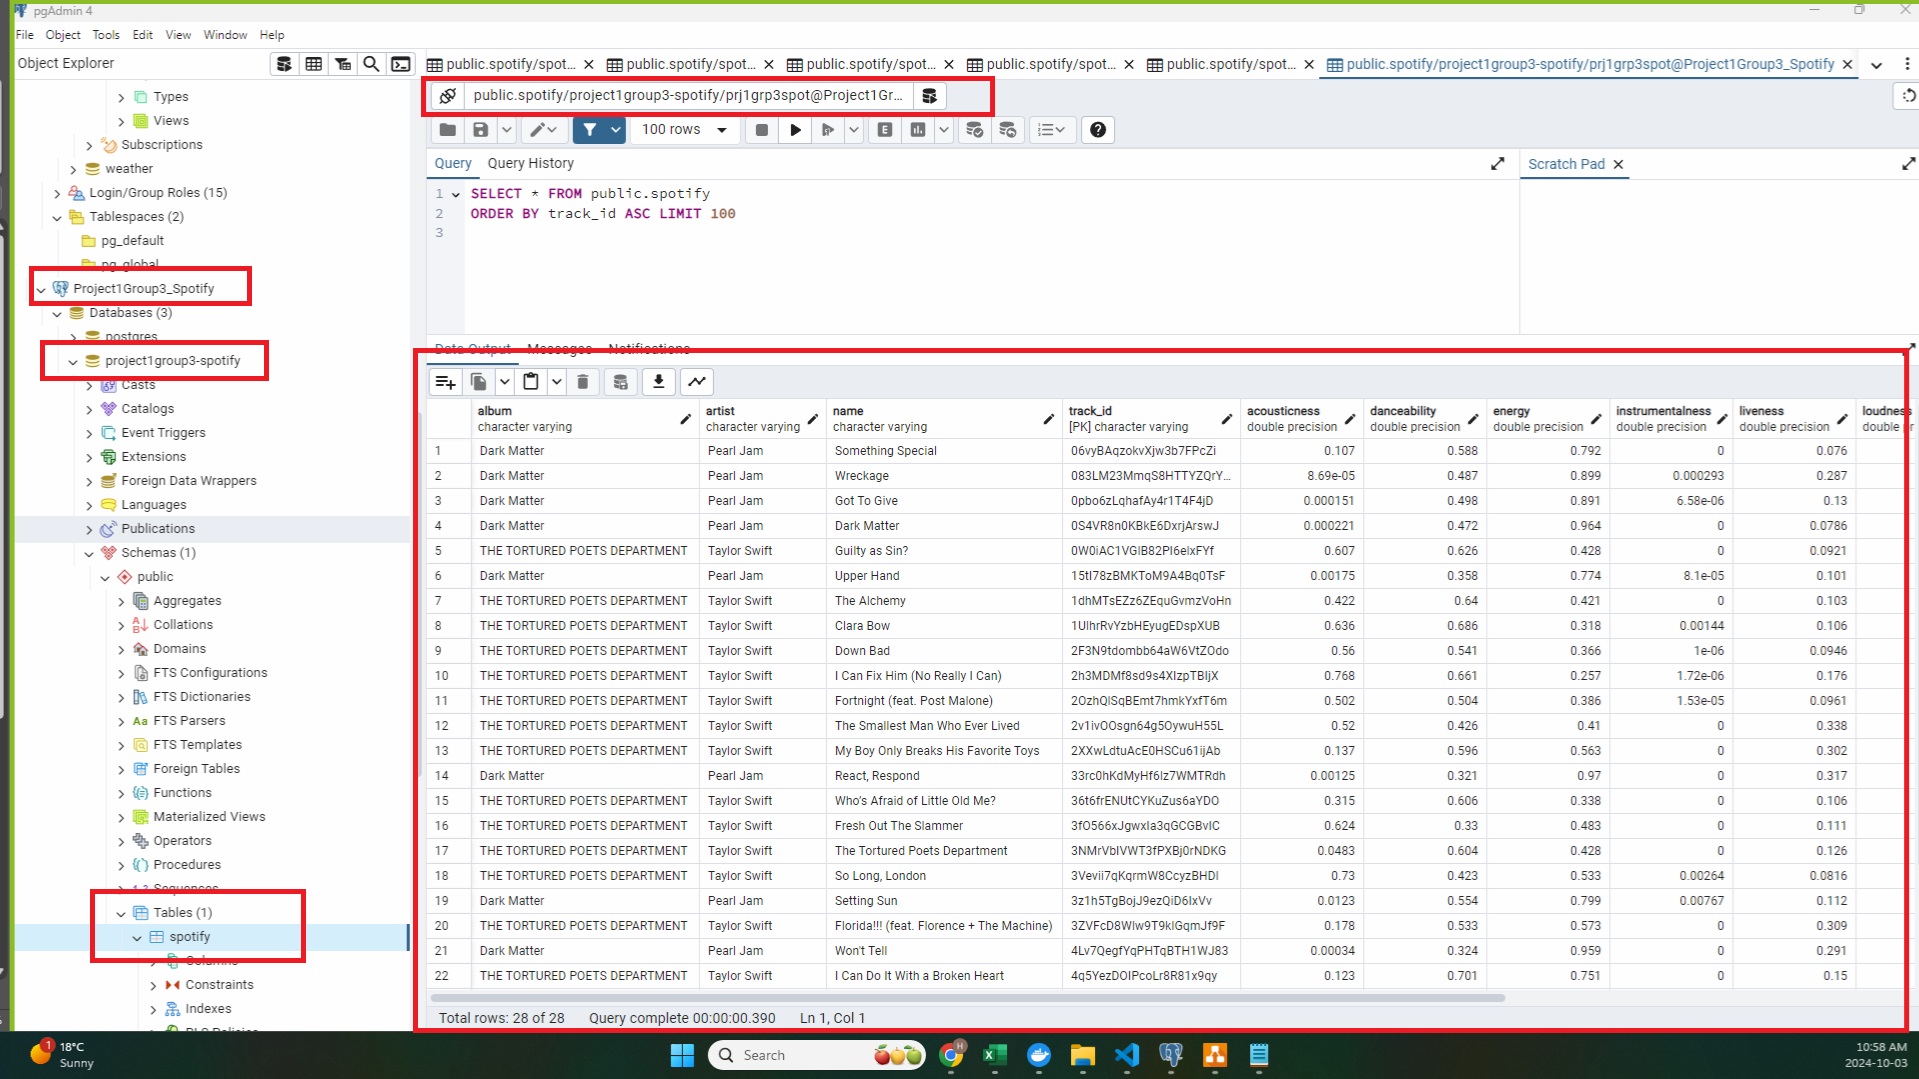 pgAdmin 4
File Object Tools Edit View Window Help
Object Explorer
Types
Views
Subscriptions
weather
Login/Group Roles (15)
Tablespaces (2)
pg_default
pg_global
Project1Group3_Spotify
Databases (3)
postgres
project1group3-spotify
Casts
Catalogs
Event Triggers
Extensions
Foreign Data Wrappers
Languages
Publications
Schemas (1)
public
Aggregates
Collations
Domains
FTS Configurations
FTS Dictionaries
Aa FTS Parsers
FTS Templates
Foreign Tables
Functions
Materialized Views
Operators
Procedures
Sequences
Tables (1)
spotify
Columns
Constraints
Indexes
RLS Policies
public.spotify/spot... public.spotify/spot... public.spotify/spot... public.spotify/spot... public.spotify/spot... public.spotify/project1group3-spotify/prj1grp3spot@Project1Group3_Spotify
public.spotify/project1group3-spotify/prj1grp3spot@Project1Gr...
100 rows
Query Query History
Scratch Pad
1 SELECT * FROM public.spotify
2 ORDER BY track_id ASC LIMIT 100
3
Data Output Messages Notifications
album artist name track_id acousticness danceability energy instrumentalness liveness loudness
character varying character varying character varying [PK] character varying double precision double precision double precision double precision double precision double pr
1 Dark Matter Pearl Jam Something Special 06vyBAqzokvXjw3b7FPcZi 0.107 0.588 0.792 0 0.076
2 Dark Matter Pearl Jam Wreckage 083LM23MmqS8HTTYZQrY... 8.69e-05 0.487 0.899 0.000293 0.287
3 Dark Matter Pearl Jam Got To Give 0pbo6zLqhafAy4r1T4F4jD 0.000151 0.498 0.891 6.58e-06 0.13
4 Dark Matter Pearl Jam Dark Matter 0S4VR8n0KBkE6DxrjArswJ 0.000221 0.472 0.964 0 0.0786
5 THE TORTURED POETS DEPARTMENT Taylor Swift Guilty as Sin? 0.607 0.626 0.428 0 0.0921
6 Dark Matter Pearl Jam Upper Hand 0.00175 0.358 0.774 8.1e-05 0.101
7 THE TORTURED POETS DEPARTMENT Taylor Swift The Alchemy 1dhMTsEZz6ZEquGvmzVoHn 0.422 0.64 0.421 0 0.103
8 THE TORTURED POETS DEPARTMENT Taylor Swift Clara Bow 0.636 0.686 0.318 0.00144 0.106
9 THE TORTURED POETS DEPARTMENT Taylor Swift Down Bad 2F3N9tdombb64aW6VtZOdo 0.56 0.541 0.366 1e-06 0.0946
10 THE TORTURED POETS DEPARTMENT Taylor Swift I Can Fix Him (No Really I Can) 0.768 0.661 0.257 1.72e-06 0.176
11 THE TORTURED POETS DEPARTMENT Taylor Swift Fortnight (feat. Post Malone) 0.502 0.504 0.386 1.53e-05 0.0961
12 THE TORTURED POETS DEPARTMENT Taylor Swift The Smallest Man Who Ever Lived 2v1ivOOsgn64g5OywuH55L 0.52 0.426 0.41 0 0.338
13 THE TORTURED POETS DEPARTMENT Taylor Swift My Boy Only Breaks His Favorite Toys 2XXwLdtuAcE0HSCu61ijAb 0.137 0.596 0.563 0 0.302
14 Dark Matter Pearl Jam React, Respond 0.00125 0.321 0.97 0 0.317
15 THE TORTURED POETS DEPARTMENT Taylor Swift Who's Afraid of Little Old Me? 36t6frENUtCYKuZus6aYDO 0.315 0.606 0.338 0 0.106
16 THE TORTURED POETS DEPARTMENT Taylor Swift Fresh Out The Slammer 0.624 0.33 0.483 0 0.111
17 THE TORTURED POETS DEPARTMENT Taylor Swift The Tortured Poets Department 0.0483 0.604 0.428 0 0.126
18 THE TORTURED POETS DEPARTMENT Taylor Swift So Long, London 0.73 0.423 0.533 0.00264 0.0816
19 Dark Matter Pearl Jam Setting Sun 0.0123 0.554 0.799 0.00767 0.112
20 THE TORTURED POETS DEPARTMENT Taylor Swift Florida!!! (feat. Florence + The Machine) 0.178 0.533 0.573 0 0.309
21 Dark Matter Pearl Jam Won't Tell 4Lv7QegfYqPHTqBTH1WJ83 0.00034 0.324 0.959 0 0.291
22 THE TORTURED POETS DEPARTMENT Taylor Swift I Can Do It With a Broken Heart 0.123 0.701 0.751 0 0.15
Total rows: 28 of 28 Query complete 00:00:00.390 Ln 1, Col 1
1
18°C
Sunny
Search
H
10:58 AM
2024-10-03